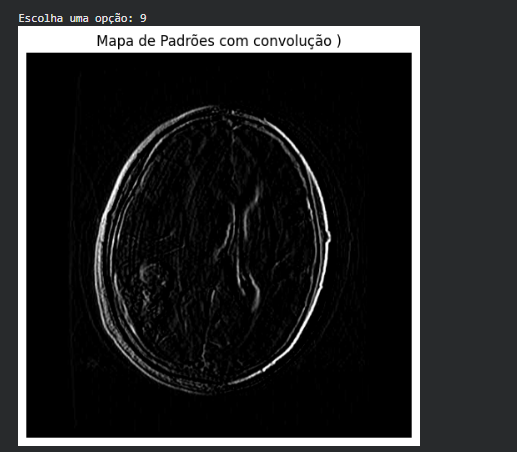 Escolha uma opção: 9
Mapa de Padrões com convolução )